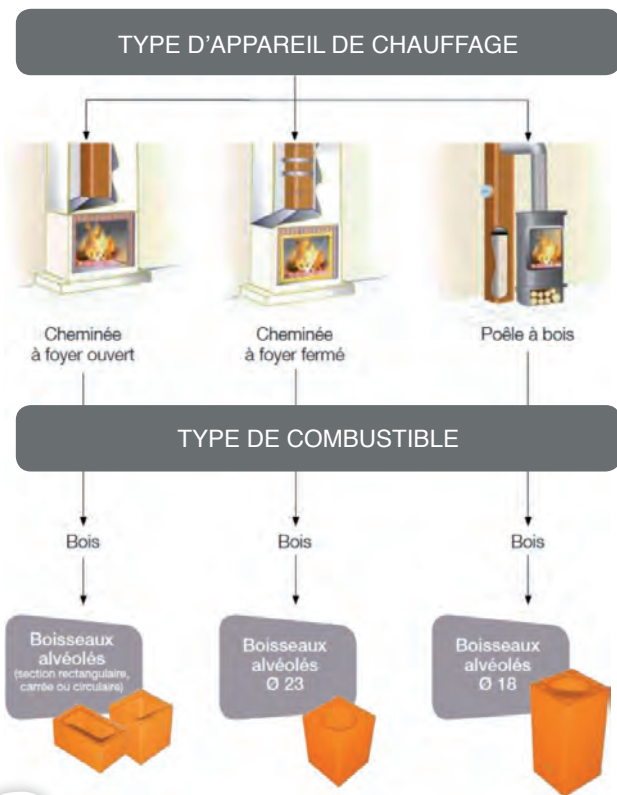 TYPE D'APPAREIL DE CHAUFFAGE
Cheminée
à foyer ouvert
Cheminée
à foyer fermé
Poêle à bois
TYPE DE COMBUSTIBLE
Bois
Bois
Bois
Boisseaux
alvéolés
(section rectangulaire,
carrée ou circulaire)
Boisseaux
alvéolés
Ø 23
Boisseaux
alvéolés
Ø 18